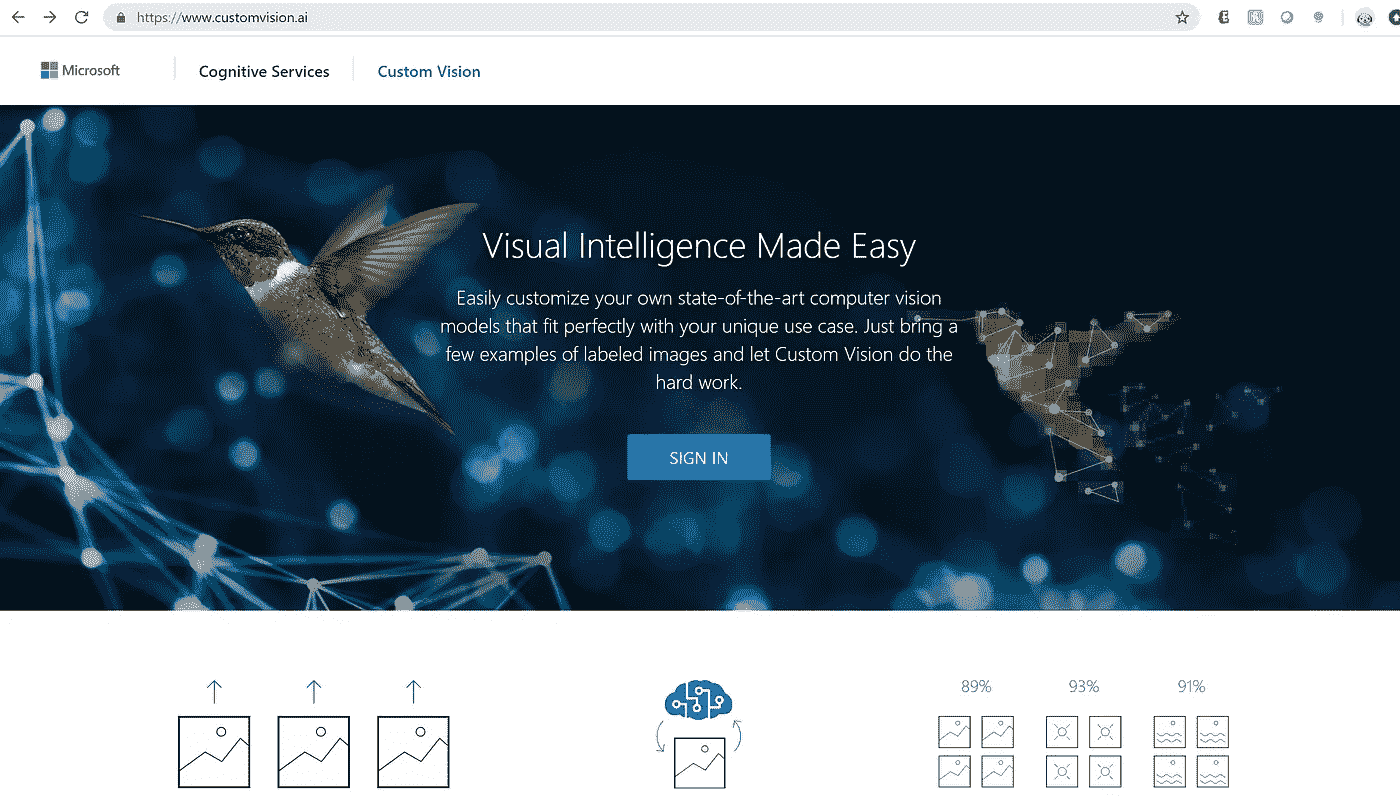 https://www.customvision.ai
Microsoft
Cognitive Services
Custom Vision
Visual Intelligence Made Easy
Easily customize your own state-of-the-art computer vision
models that fit perfectly with your unique use case. Just bring a
few examples of labeled images and let Custom Vision do the
hard work.
SIGN IN
89%
93%
91%